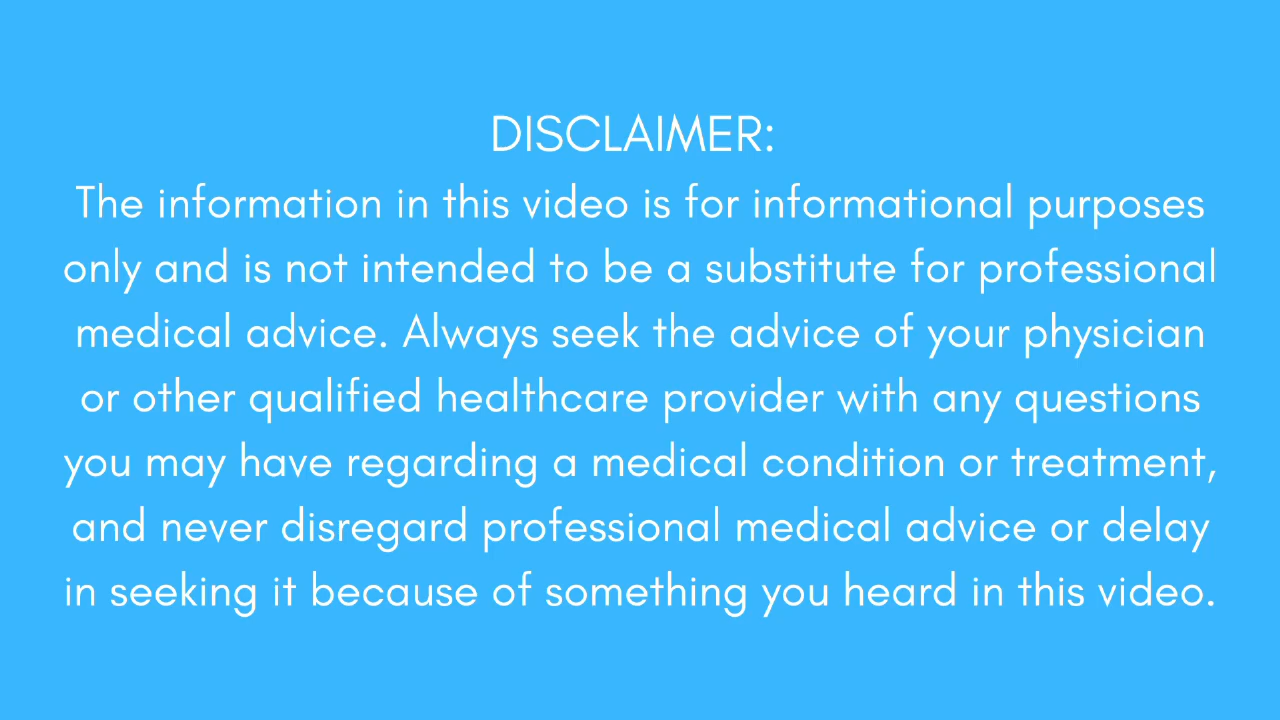 DISCLAIMER:
The information in this video is for informational purposes
only and is not intended to be a substitute for professional
medical advice. Always seek the advice of your physician
or other qualified healthcare provider with any questions
you may have regarding a medical condition or treatment,
and never disregard professional medical advice or delay
in seeking it because of something you heard in this video.